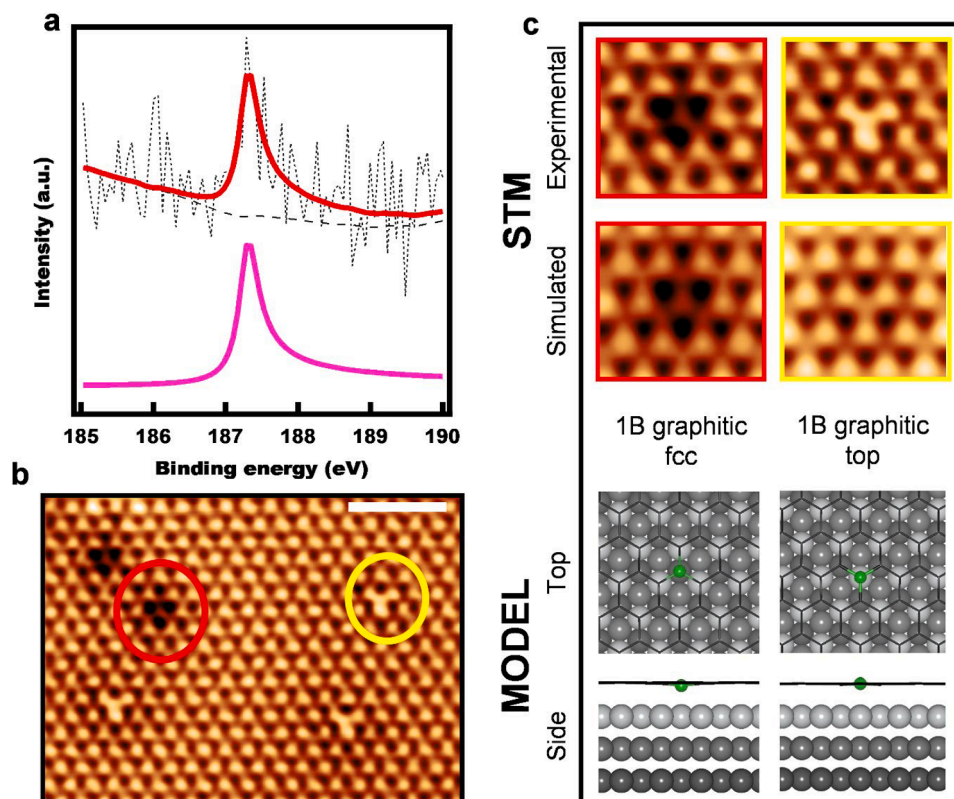 a
Intensity (a.u.)
185 186 187 188 189 190
Binding energy (eV)
b
c
STM
Experimental
Simulated
1B graphitic
fcc
1B graphitic
top
MODEL
Top
Side